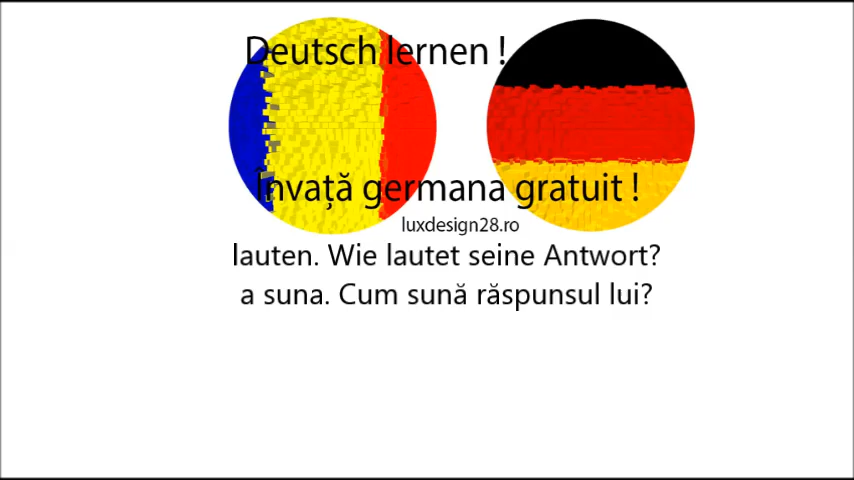 Deutsch lernen !
Învață germana gratuit !
luxdesign28.ro
lauten. Wie lautet seine Antwort?
a suna. Cum sună răspunsul lui?